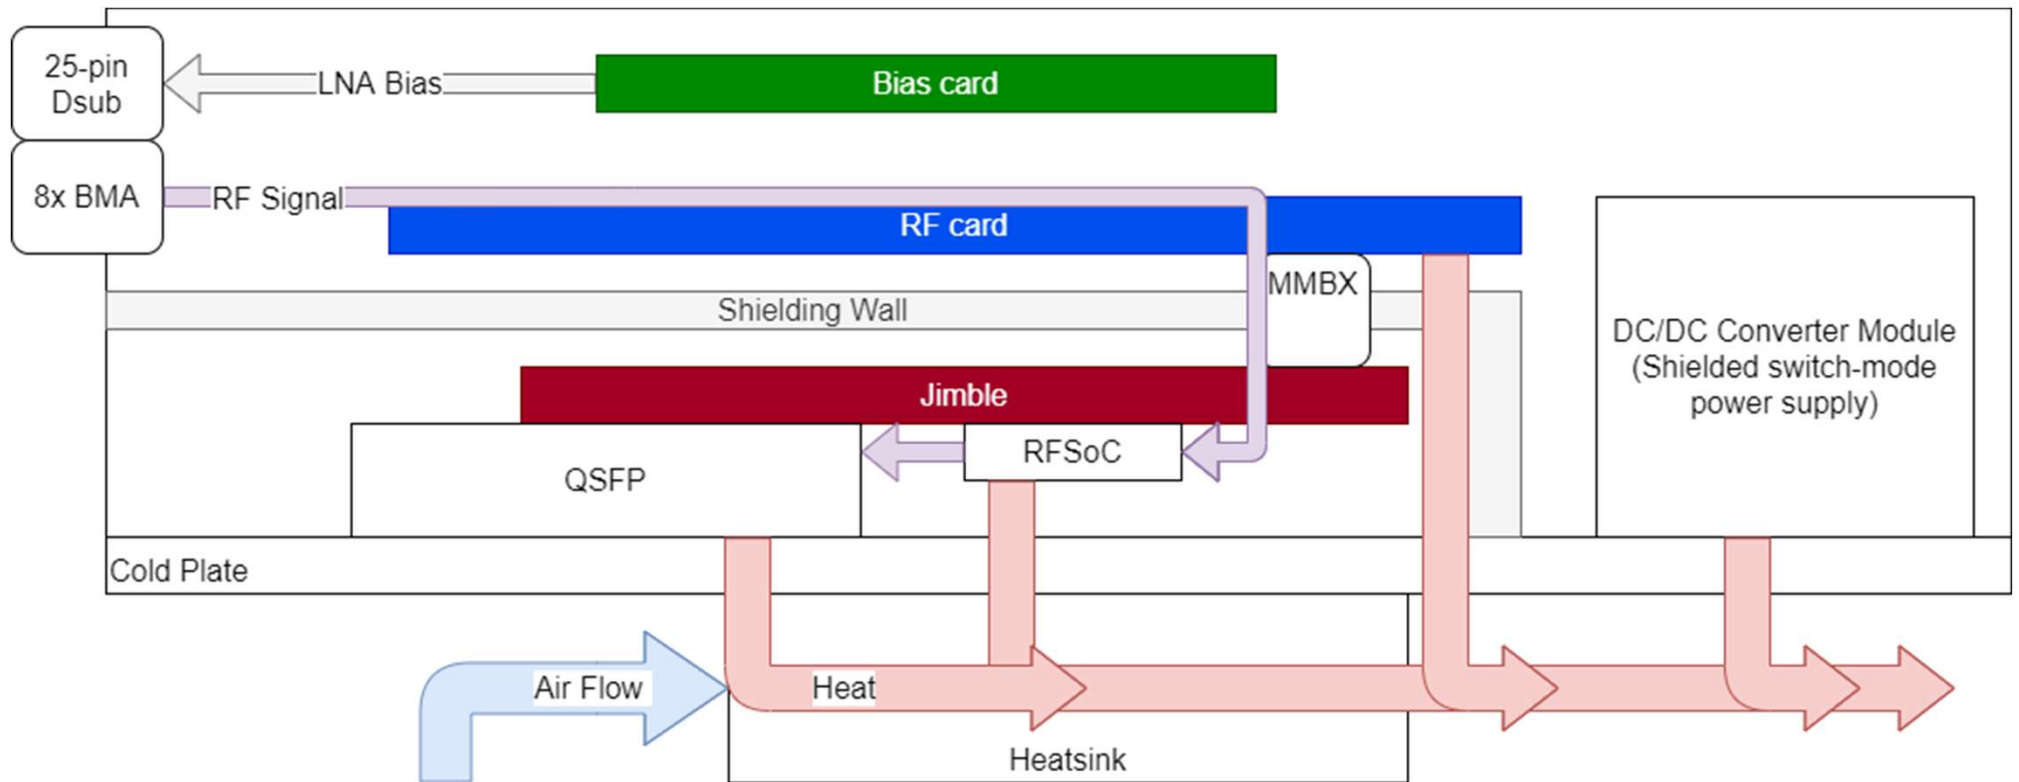 25-pin
Dsub
LNA Bias
Bias card
8x BMA
RF Signal
RF card
MMBX
Shielding Wall
DC/DC Converter Module
(Shielded switch-mode
power supply)
Jimble
RFSoC
QSFP
Cold Plate
Air Flow
Heat
Heatsink